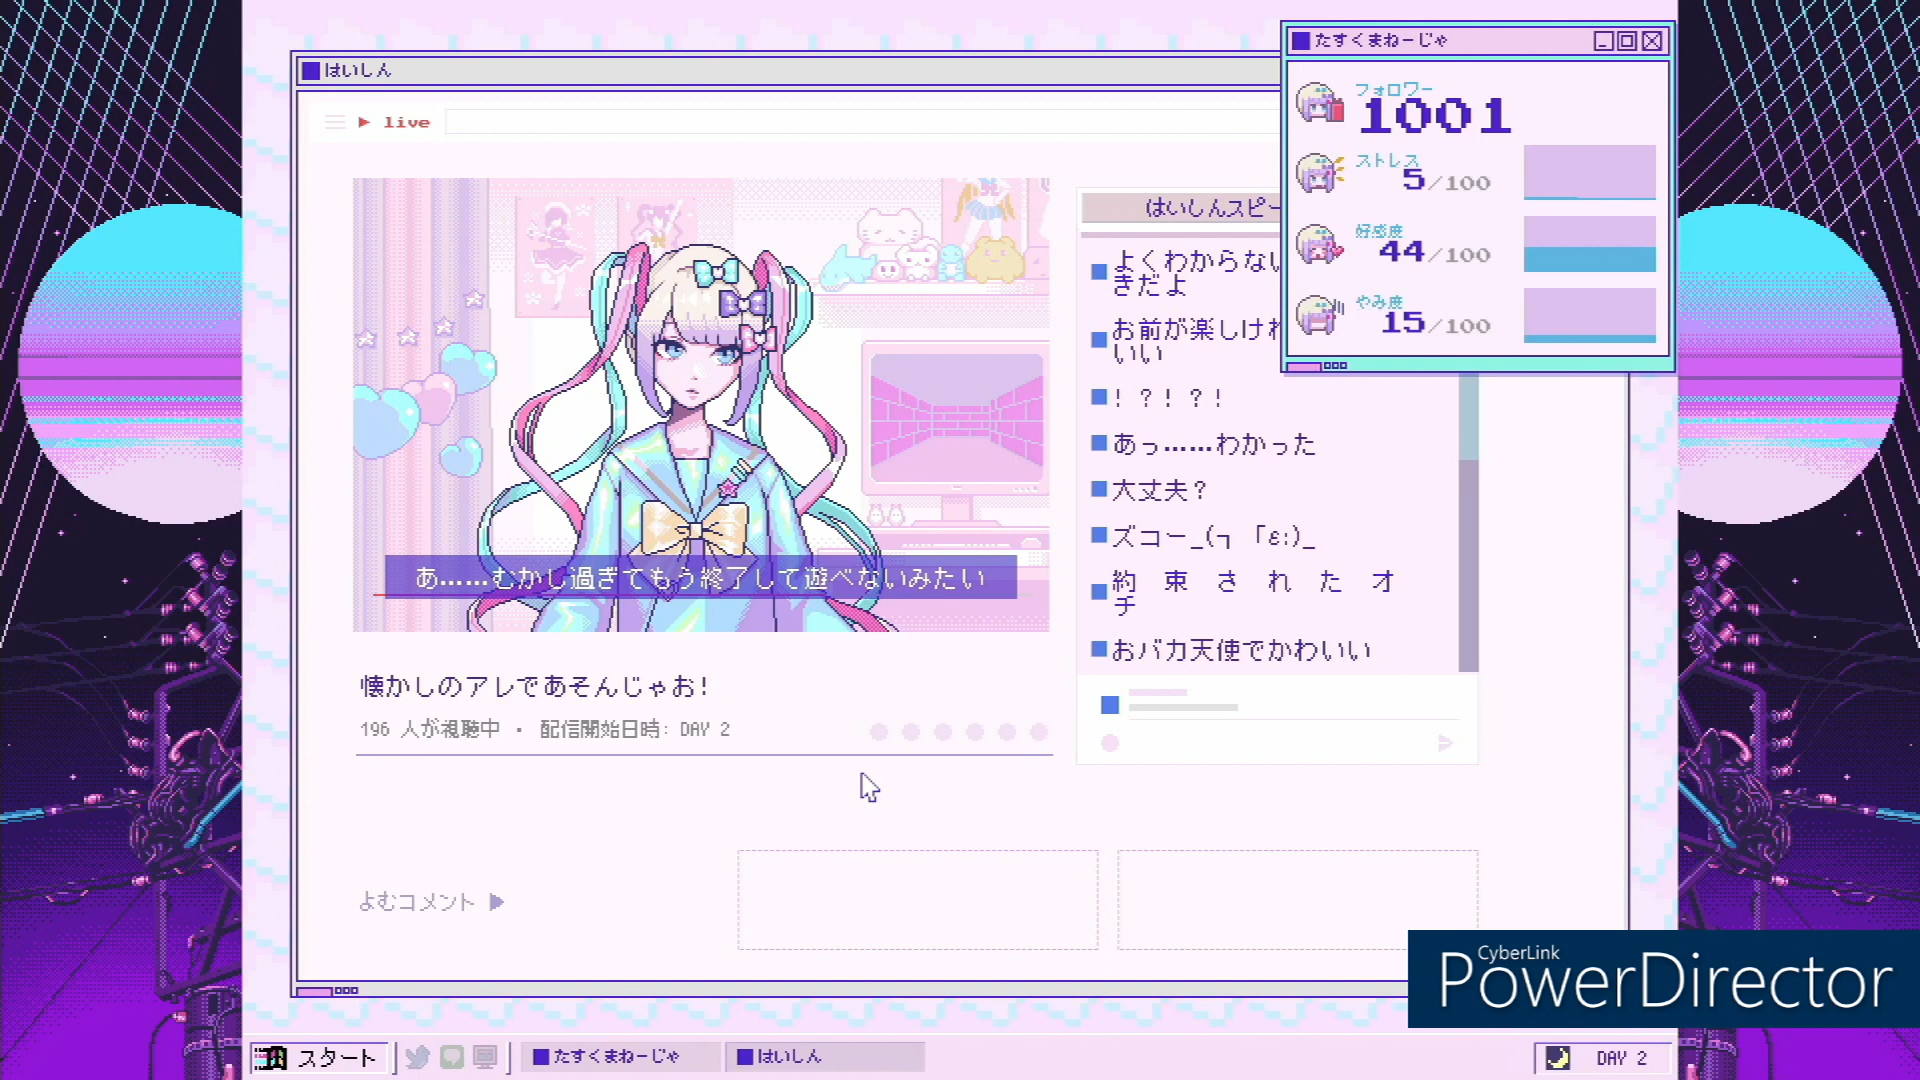 はいしん
live
はいしんスピー
よくわからない
きだよ
お前が楽しけれ
いい
！？！？！
あっ……わかった
大丈夫？
ズコー_(┐「ε:)_
約束されたオ
チ
おバカ天使でかわいい
あ……むかし過ぎてもう終了して遊べないみたい
懐かしのアレであそんじゃお！
196 人が視聴中 ・ 配信開始日時: DAY 2
よむコメント ▶
たすくまねーじゃ
フォロワー
1001
ストレス
5/100
好感度
44/100
やみ度
15/100
CyberLink
PowerDirector
スタート
たすくまねーじゃ
はいしん
DAY 2